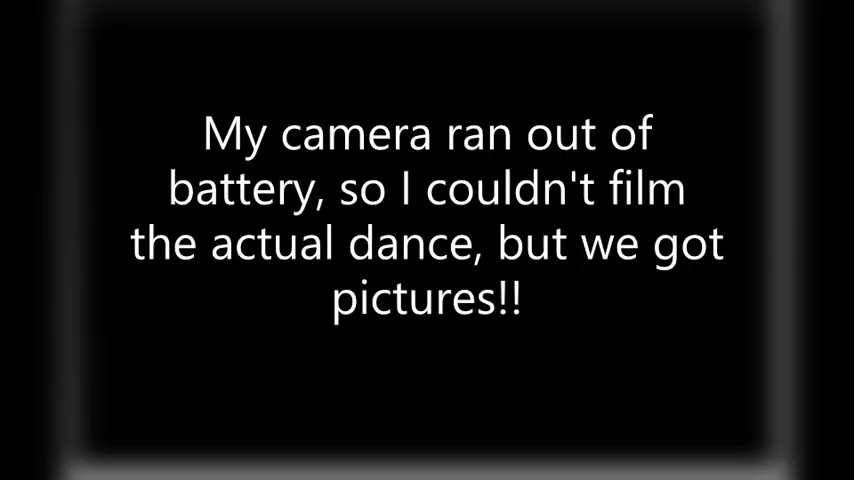 My camera ran out of
battery, so I couldn't film
the actual dance, but we got
pictures!!